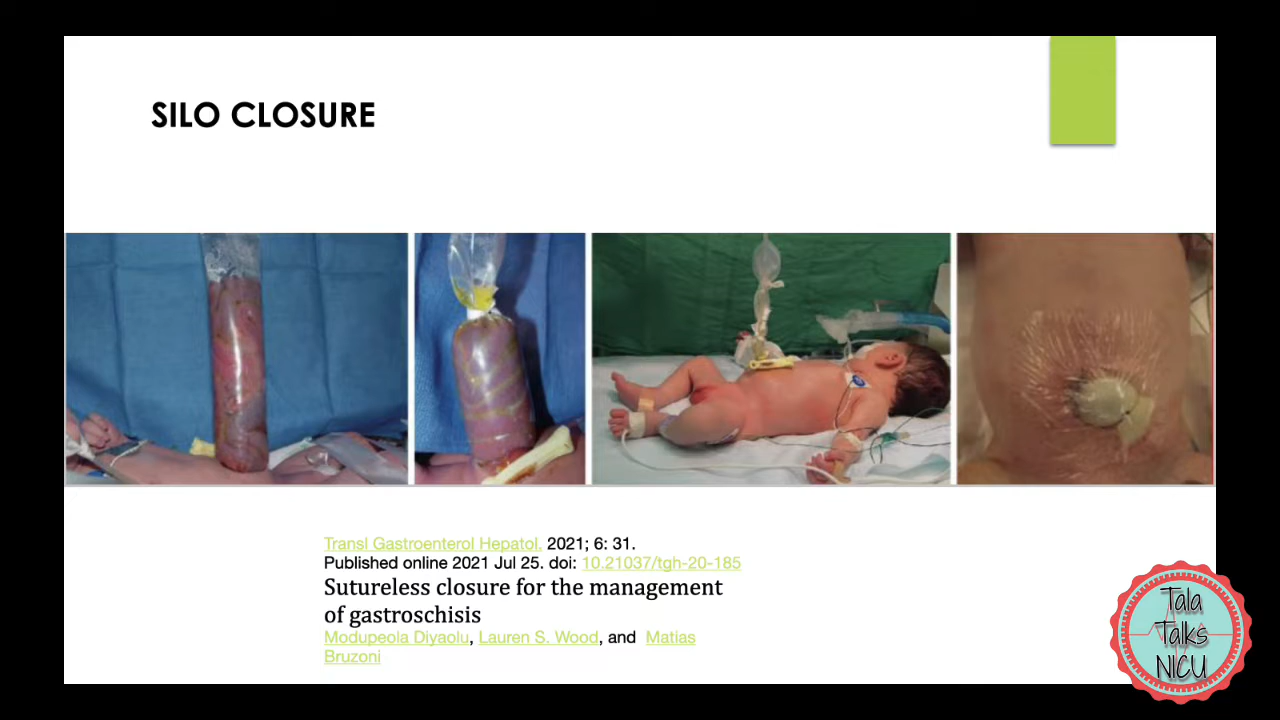 SILO CLOSURE
Transl Gastroenterol Hepatol. 2021; 6: 31.
Published online 2021 Jul 25. doi: 10.21037/tgh-20-185
Sutureless closure for the management
of gastroschisis
Modupeola Diyaolu, Lauren S. Wood, and Matias
Bruzoni
Tala
Talks
NICU